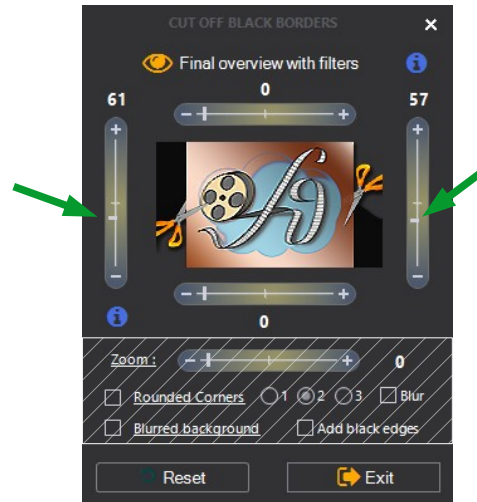 CUT OFF BLACK BORDERS
Final overview with filters
0
61
57
0
Zoom :
0
Rounded Corners
1
2
3
Blur
Blurred background
Add black edges
Reset
Exit